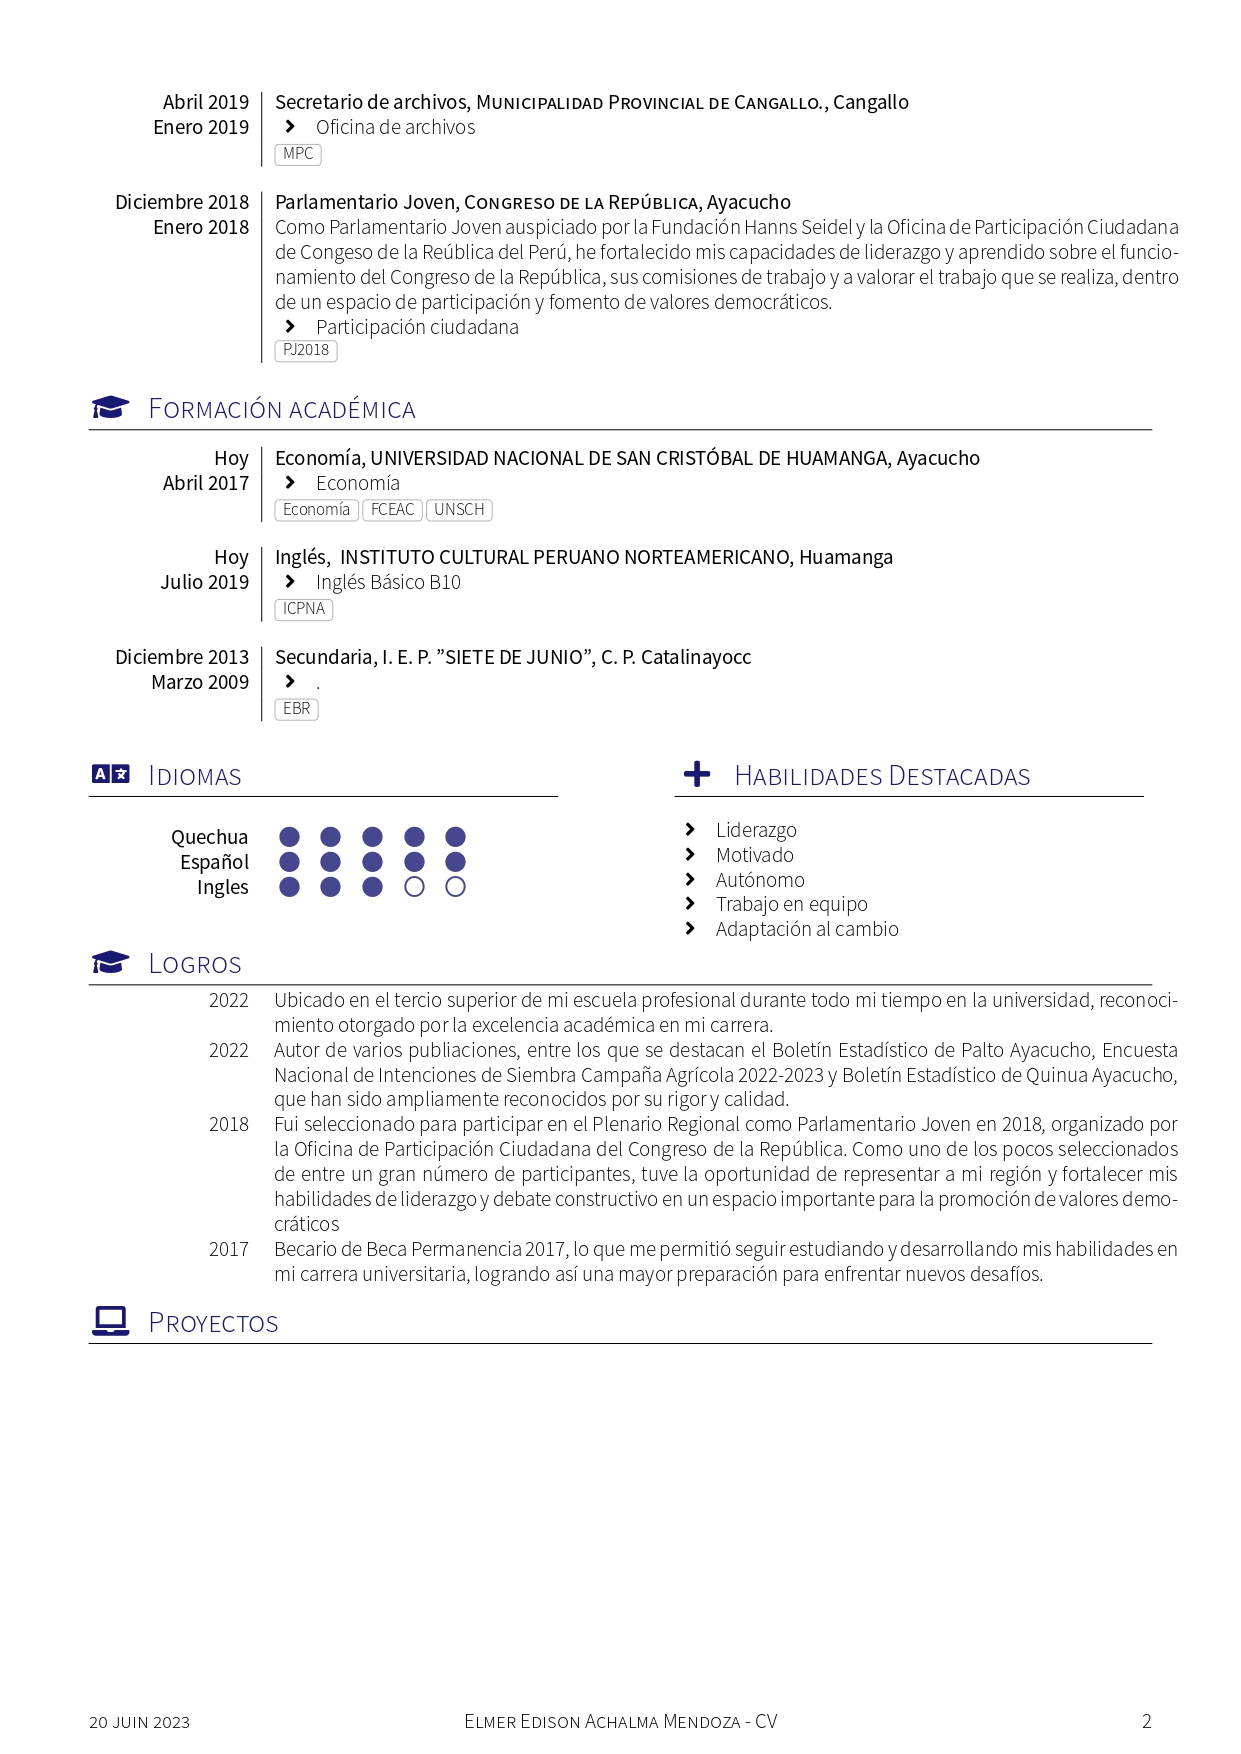 Abril 2019 Secretario de archivos, Municipalidad Provincial de Cangallo., Cangallo
Enero 2019 Oficina de archivos
MPC
Diciembre 2018 Parlamentario Joven, Congreso de la República, Ayacucho
Enero 2018 Como Parlamentario Joven auspiciado por la Fundación Hanns Seidel y la Oficina de Participación Ciudadana
de Congeso de la Reública del Perú, he fortalecido mis capacidades de liderazgo y aprendido sobre el funcio-
namiento del Congreso de la República, sus comisiones de trabajo y a valorar el trabajo que se realiza, dentro
de un espacio de participación y fomento de valores democráticos.
Participación ciudadana
PJ2018
Formación académica
Hoy Economía, UNIVERSIDAD NACIONAL DE SAN CRISTÓBAL DE HUAMANGA, Ayacucho
Abril 2017 Economía
Economía FCEAC UNSCH
Hoy Inglés, INSTITUTO CULTURAL PERUANO NORTEAMERICANO, Huamanga
Julio 2019 Inglés Básico B10
ICPNA
Diciembre 2013 Secundaria, I. E. P. ”SIETE DE JUNIO”, C. P. Catalinayocc
Marzo 2009 .
EBR
Idiomas
Quechua
Español
Ingles
Habilidades Destacadas
Liderazgo
Motivado
Autónomo
Trabajo en equipo
Adaptación al cambio
Logros
2022 Ubicado en el tercio superior de mi escuela profesional durante todo mi tiempo en la universidad, reconoci-
miento otorgado por la excelencia académica en mi carrera.
2022 Autor de varios publiaciones, entre los que se destacan el Boletín Estadístico de Palto Ayacucho, Encuesta
Nacional de Intenciones de Siembra Campaña Agrícola 2022-2023 y Boletín Estadístico de Quinua Ayacucho,
que han sido ampliamente reconocidos por su rigor y calidad.
2018 Fui seleccionado para participar en el Plenario Regional como Parlamentario Joven en 2018, organizado por
la Oficina de Participación Ciudadana del Congreso de la República. Como uno de los pocos seleccionados
de entre un gran número de participantes, tuve la oportunidad de representar a mi región y fortalecer mis
habilidades de liderazgo y debate constructivo en un espacio importante para la promoción de valores demo-
cráticos
2017 Becario de Beca Permanencia 2017, lo que me permitió seguir estudiando y desarrollando mis habilidades en
mi carrera universitaria, logrando así una mayor preparación para enfrentar nuevos desafíos.
Proyectos
20 juin 2023 Elmer Edison Achalma Mendoza - CV 2